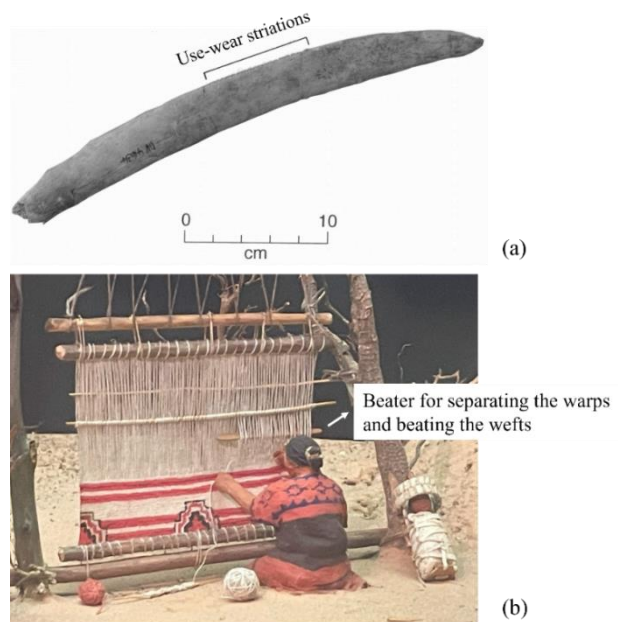 Use-wear striations
0 10
cm
(a)
Beater for separating the warps
and beating the wefts
(b)